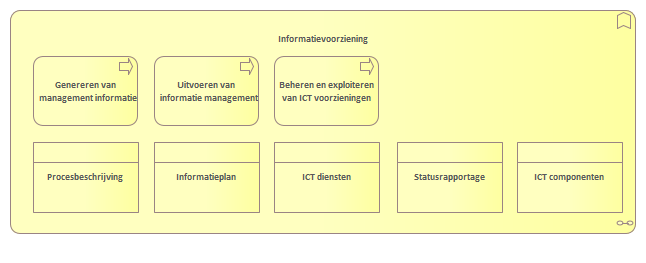 Informatievoorziening
Genereren van
management informatie
Uitvoeren van
informatie management
Beheren en exploiteren
van ICT voorzieningen
Procesbeschrijving
Informatieplan
ICT diensten
Statusrapportage
ICT componenten